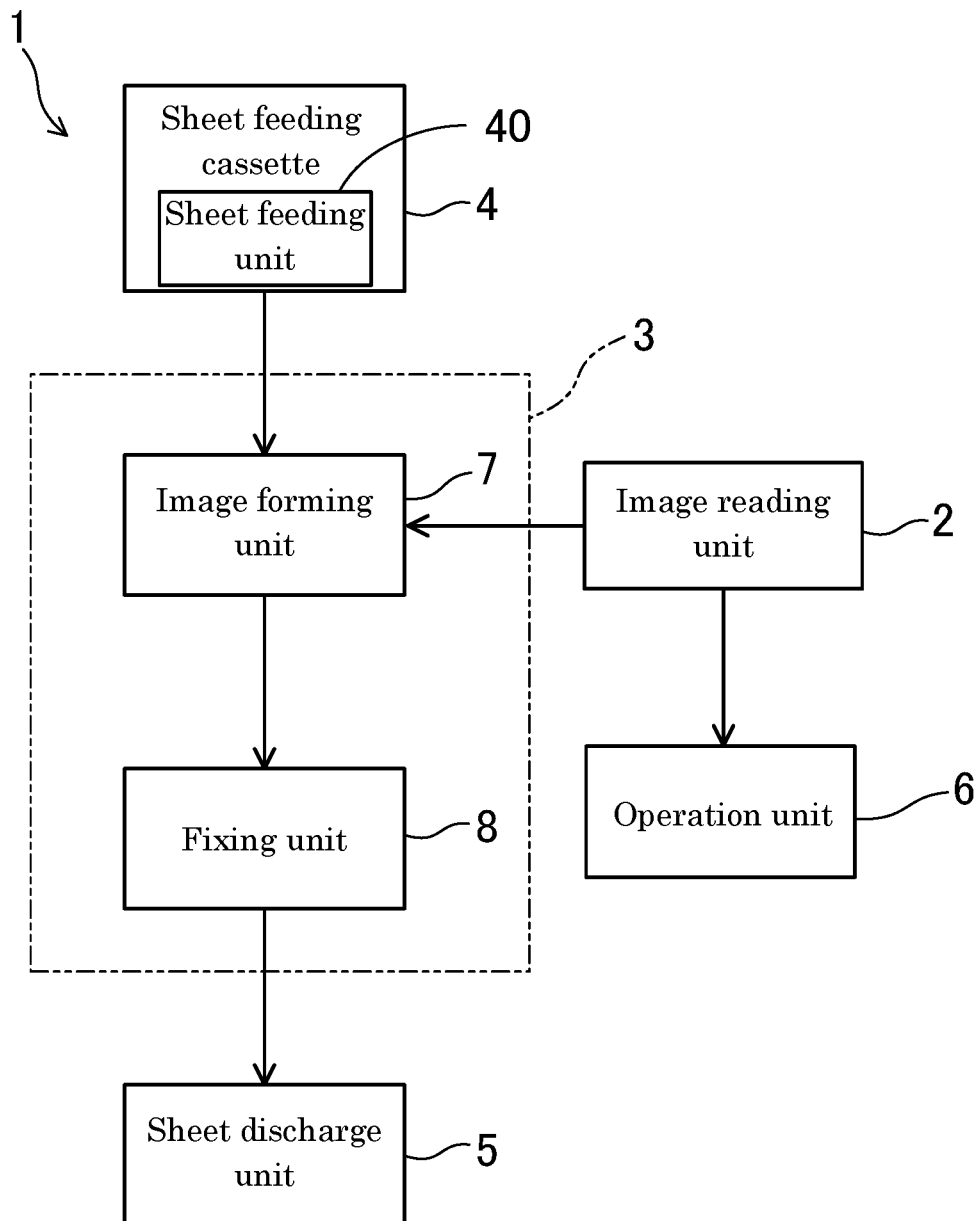 1
Sheet feeding
cassette
40
Sheet feeding
unit
4
3
Image forming
unit
7
Image reading
unit
2
Fixing unit
8
Operation unit
6
Sheet discharge
unit
5